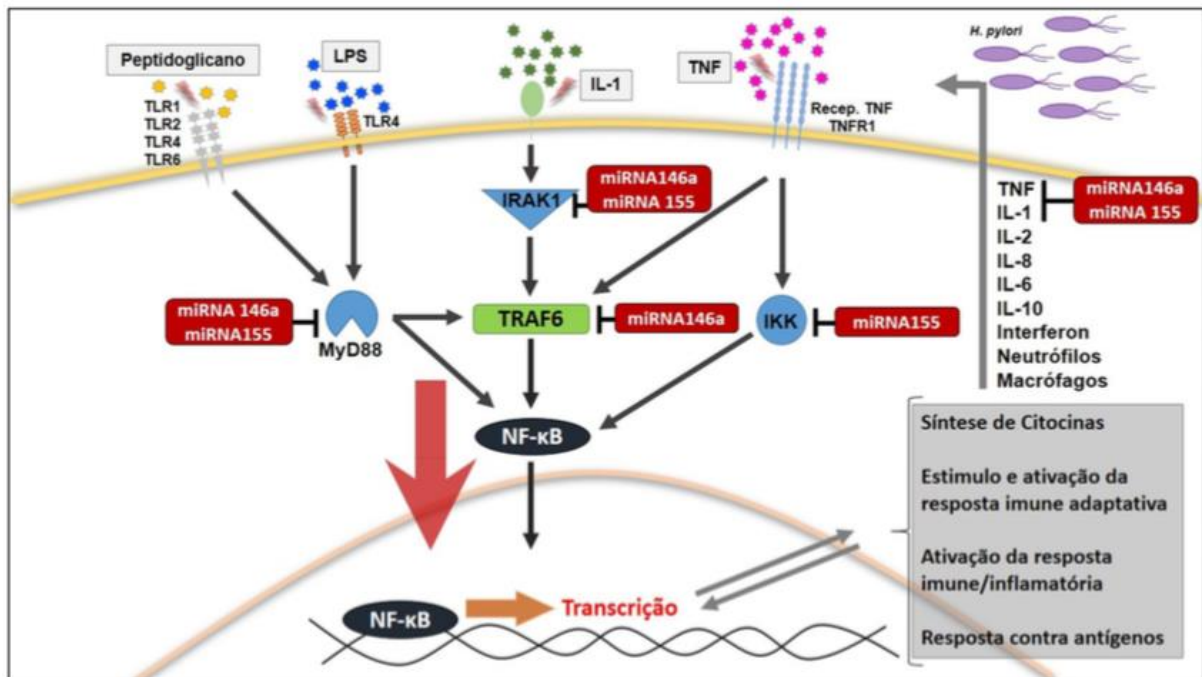 Peptidoglicano
TLR1
TLR2
TLR4
TLR6
LPS
TLR4
IL-1
TNF
Recep. TNF
TNFR1
H. pylori
IRAK1
miRNA146a
miRNA 155
TNF
IL-1
IL-2
IL-8
IL-6
IL-10
Interferon
Neutrófilos
Macrófagos
miRNA146a
miRNA 155
miRNA 146a
miRNA155
MyD88
TRAF6
miRNA146a
IKK
miRNA155
NF-κB
Síntese de Citocinas
Estimulo e ativação da
resposta imune adaptativa
Ativação da resposta
imune/inflamatória
Resposta contra antígenos
NF-κB
Transcrição